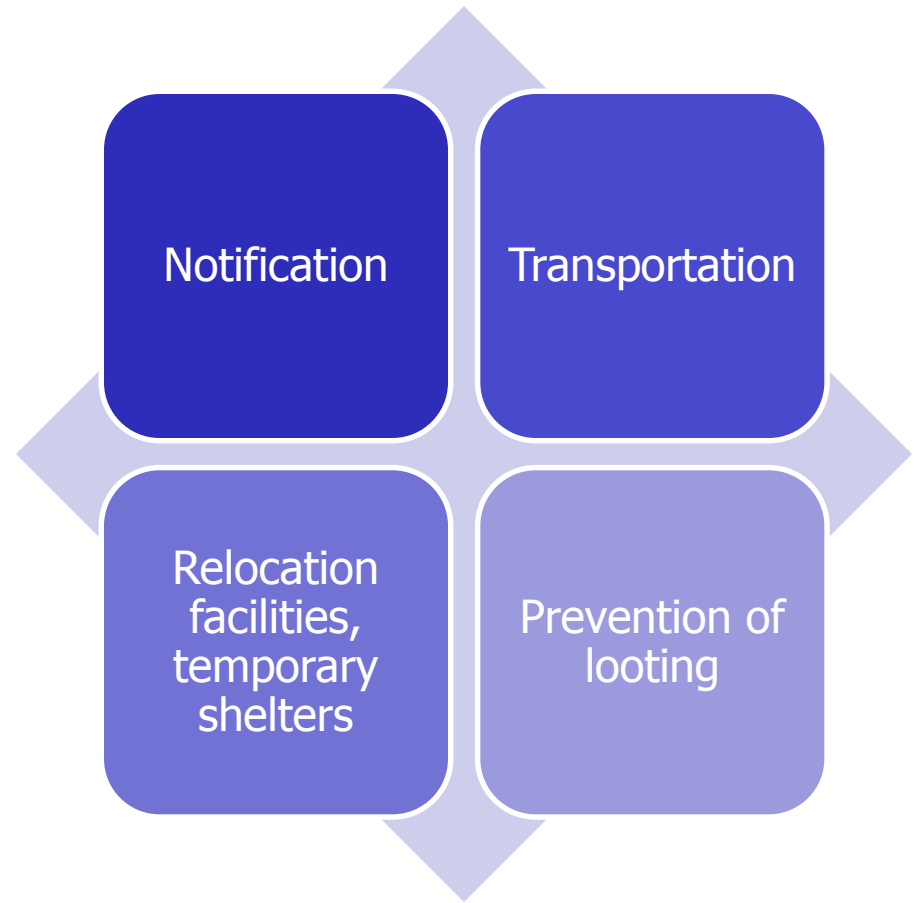 Notification
Transportation
Relocation
facilities,
temporary
shelters
Prevention of
looting